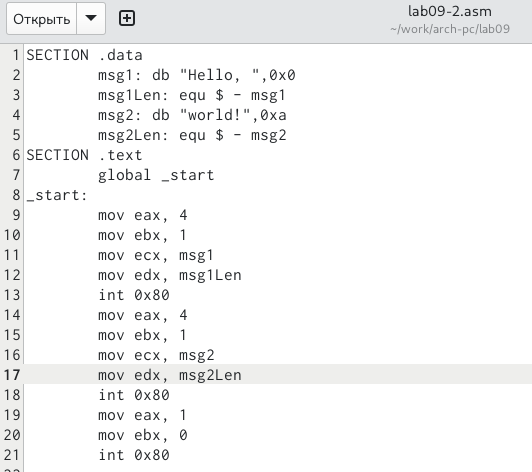 Открыть
lab09-2.asm
~/work/arch-pc/lab09
1 SECTION .data
2 msg1: db "Hello, ",0x0
3 msg1Len: equ $ - msg1
4 msg2: db "world!",0xa
5 msg2Len: equ $ - msg2
6 SECTION .text
7 global _start
8 _start:
9 mov eax, 4
10 mov ebx, 1
11 mov ecx, msg1
12 mov edx, msg1Len
13 int 0x80
14 mov eax, 4
15 mov ebx, 1
16 mov ecx, msg2
17 mov edx, msg2Len
18 int 0x80
19 mov eax, 1
20 mov ebx, 0
21 int 0x80